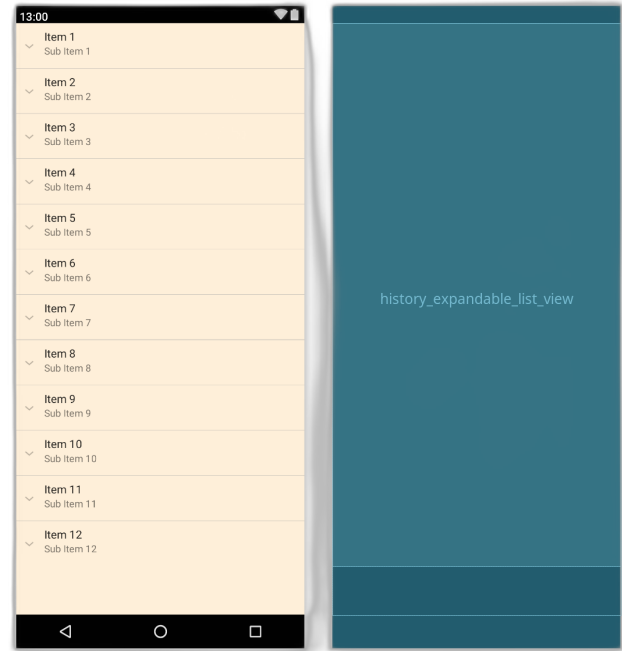 13:00
Item 1
Sub Item 1
Item 2
Sub Item 2
Item 3
Sub Item 3
Item 4
Sub Item 4
Item 5
Sub Item 5
Item 6
Sub Item 6
Item 7
Sub Item 7
Item 8
Sub Item 8
Item 9
Sub Item 9
Item 10
Sub Item 10
Item 11
Sub Item 11
Item 12
Sub Item 12
history_expandable_list_view